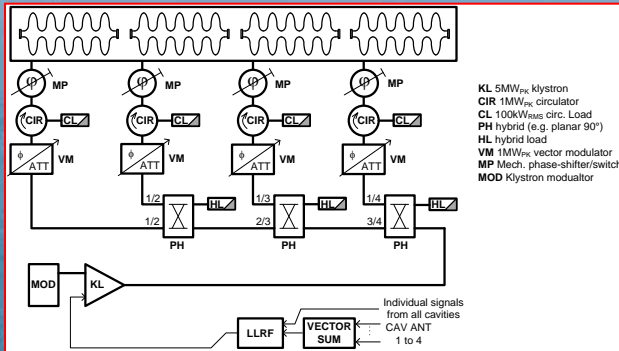 φ MP φ MP φ MP φ MP
CIR CL CIR CL CIR CL CIR CL
ϕ ATT VM ϕ ATT VM ϕ ATT VM ϕ ATT VM
1/2 HL 1/3 HL 1/4 HL
1/2 2/3 3/4
PH PH PH
KL 5MWPK klystron
CIR 1MWPK circulator
CL 100kWRMS circ. Load
PH hybrid (e.g. planar 90°)
HL hybrid load
VM 1MWPK vector modulator
MP Mech. phase-shifter/switch
MOD Klystron modualtor
MOD KL
Individual signals
from all cavities
CAV ANT
1 to 4
LLRF
VECTOR
SUM